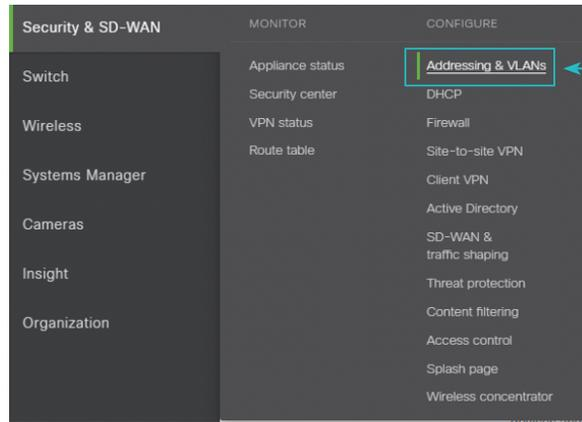 Security & SD-WAN
Switch
Wireless
Systems Manager
Cameras
Insight
Organization
MONITOR
Appliance status
Security center
VPN status
Route table
CONFIGURE
Addressing & VLANs
DHCP
Firewall
Site-to-site VPN
Client VPN
Active Directory
SD-WAN &
traffic shaping
Threat protection
Content filtering
Access control
Splash page
Wireless concentrator